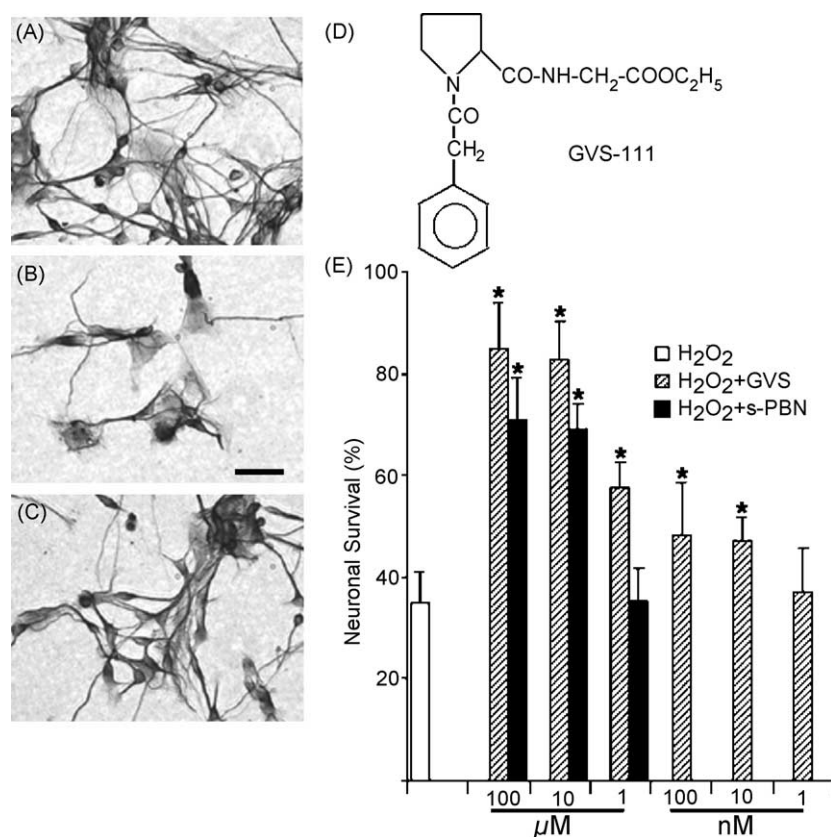 (A)
(B)
(C)
(D)
CO-NH-CH₂-COOC₂H₅
N
CO
CH₂
GVS-111
(E)
Neuronal Survival (%)
100
80
60
40
20
H₂O₂
H₂O₂+GVS
H₂O₂+s-PBN
* * * * * * *
100 10 1 100 10 1
µM nM